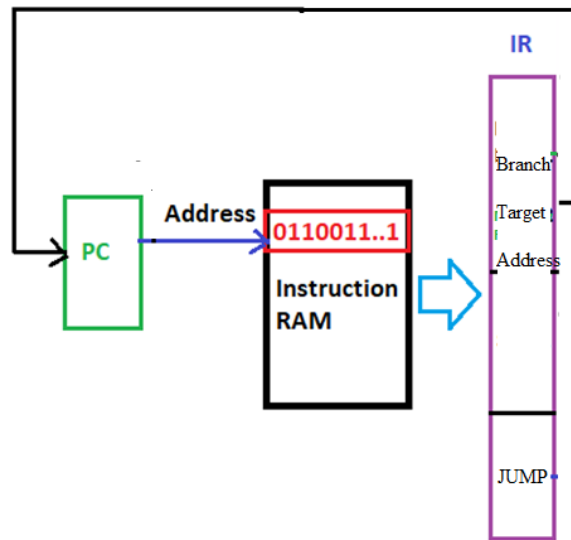 IR
Branch
Address
Target
PC
0110011..1
Address
Instruction
RAM
JUMP